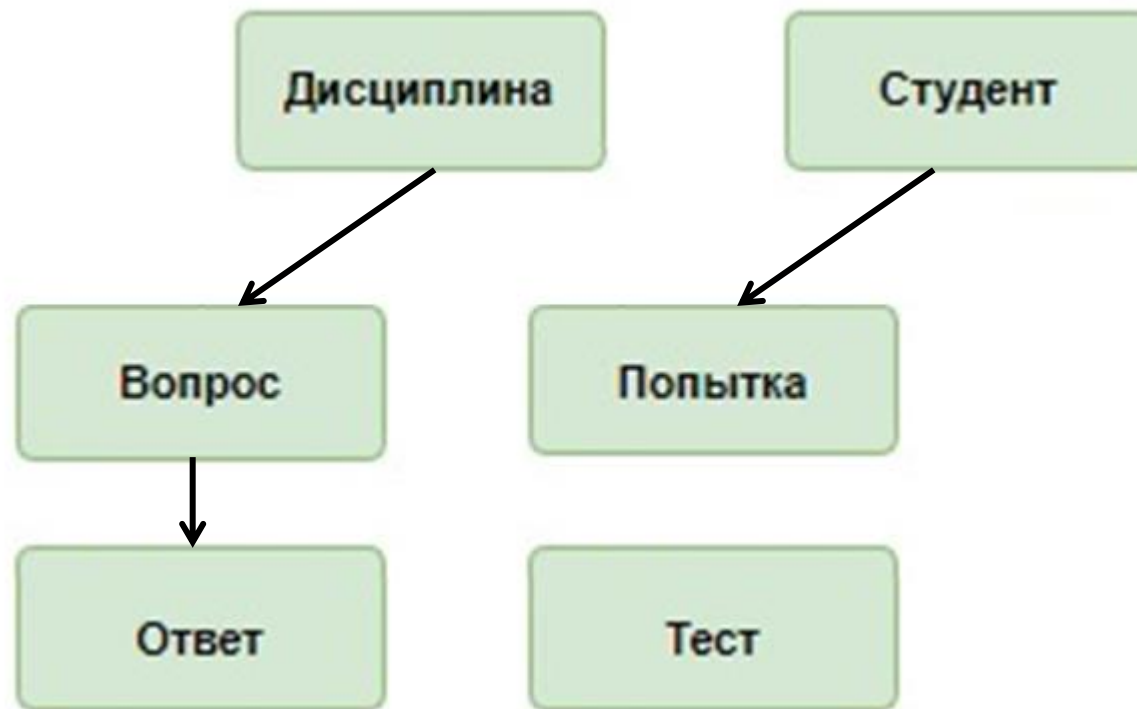 Дисциплина
Студент
Вопрос
Попытка
Ответ
Тест